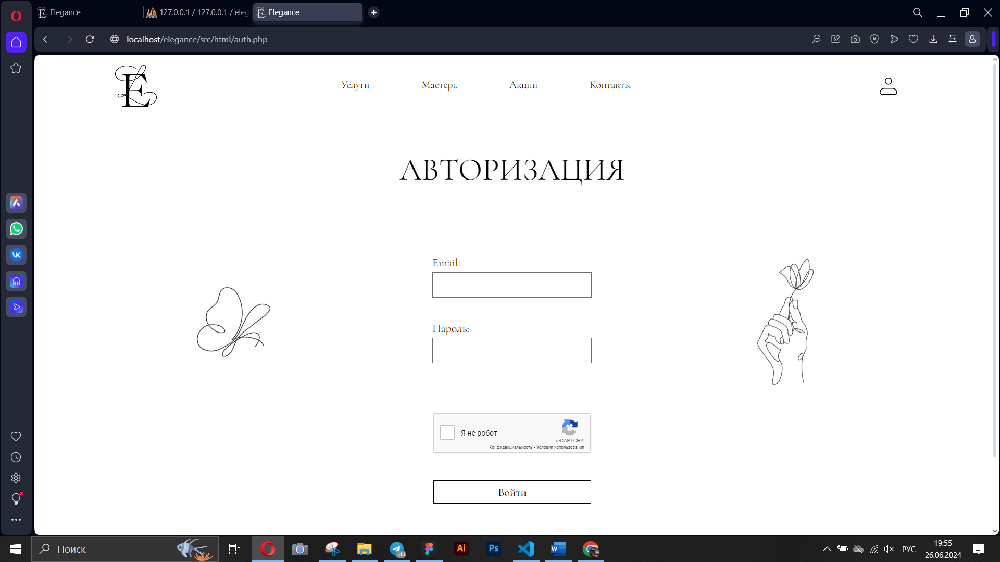 Elegance
127.0.0.1 / 127.0.0.1 / eleg
Elegance
localhost/elegance/src/html/auth.php
E
Услуги
Мастера
Акции
Контакты
АВТОРИЗАЦИЯ
Email:
Пароль:
Я не робот
reCAPTCHA
Конфиденциальность - Условия использования
Войти
Поиск
46
Ai
Ps
W
РУС
19:55
26.06.2024